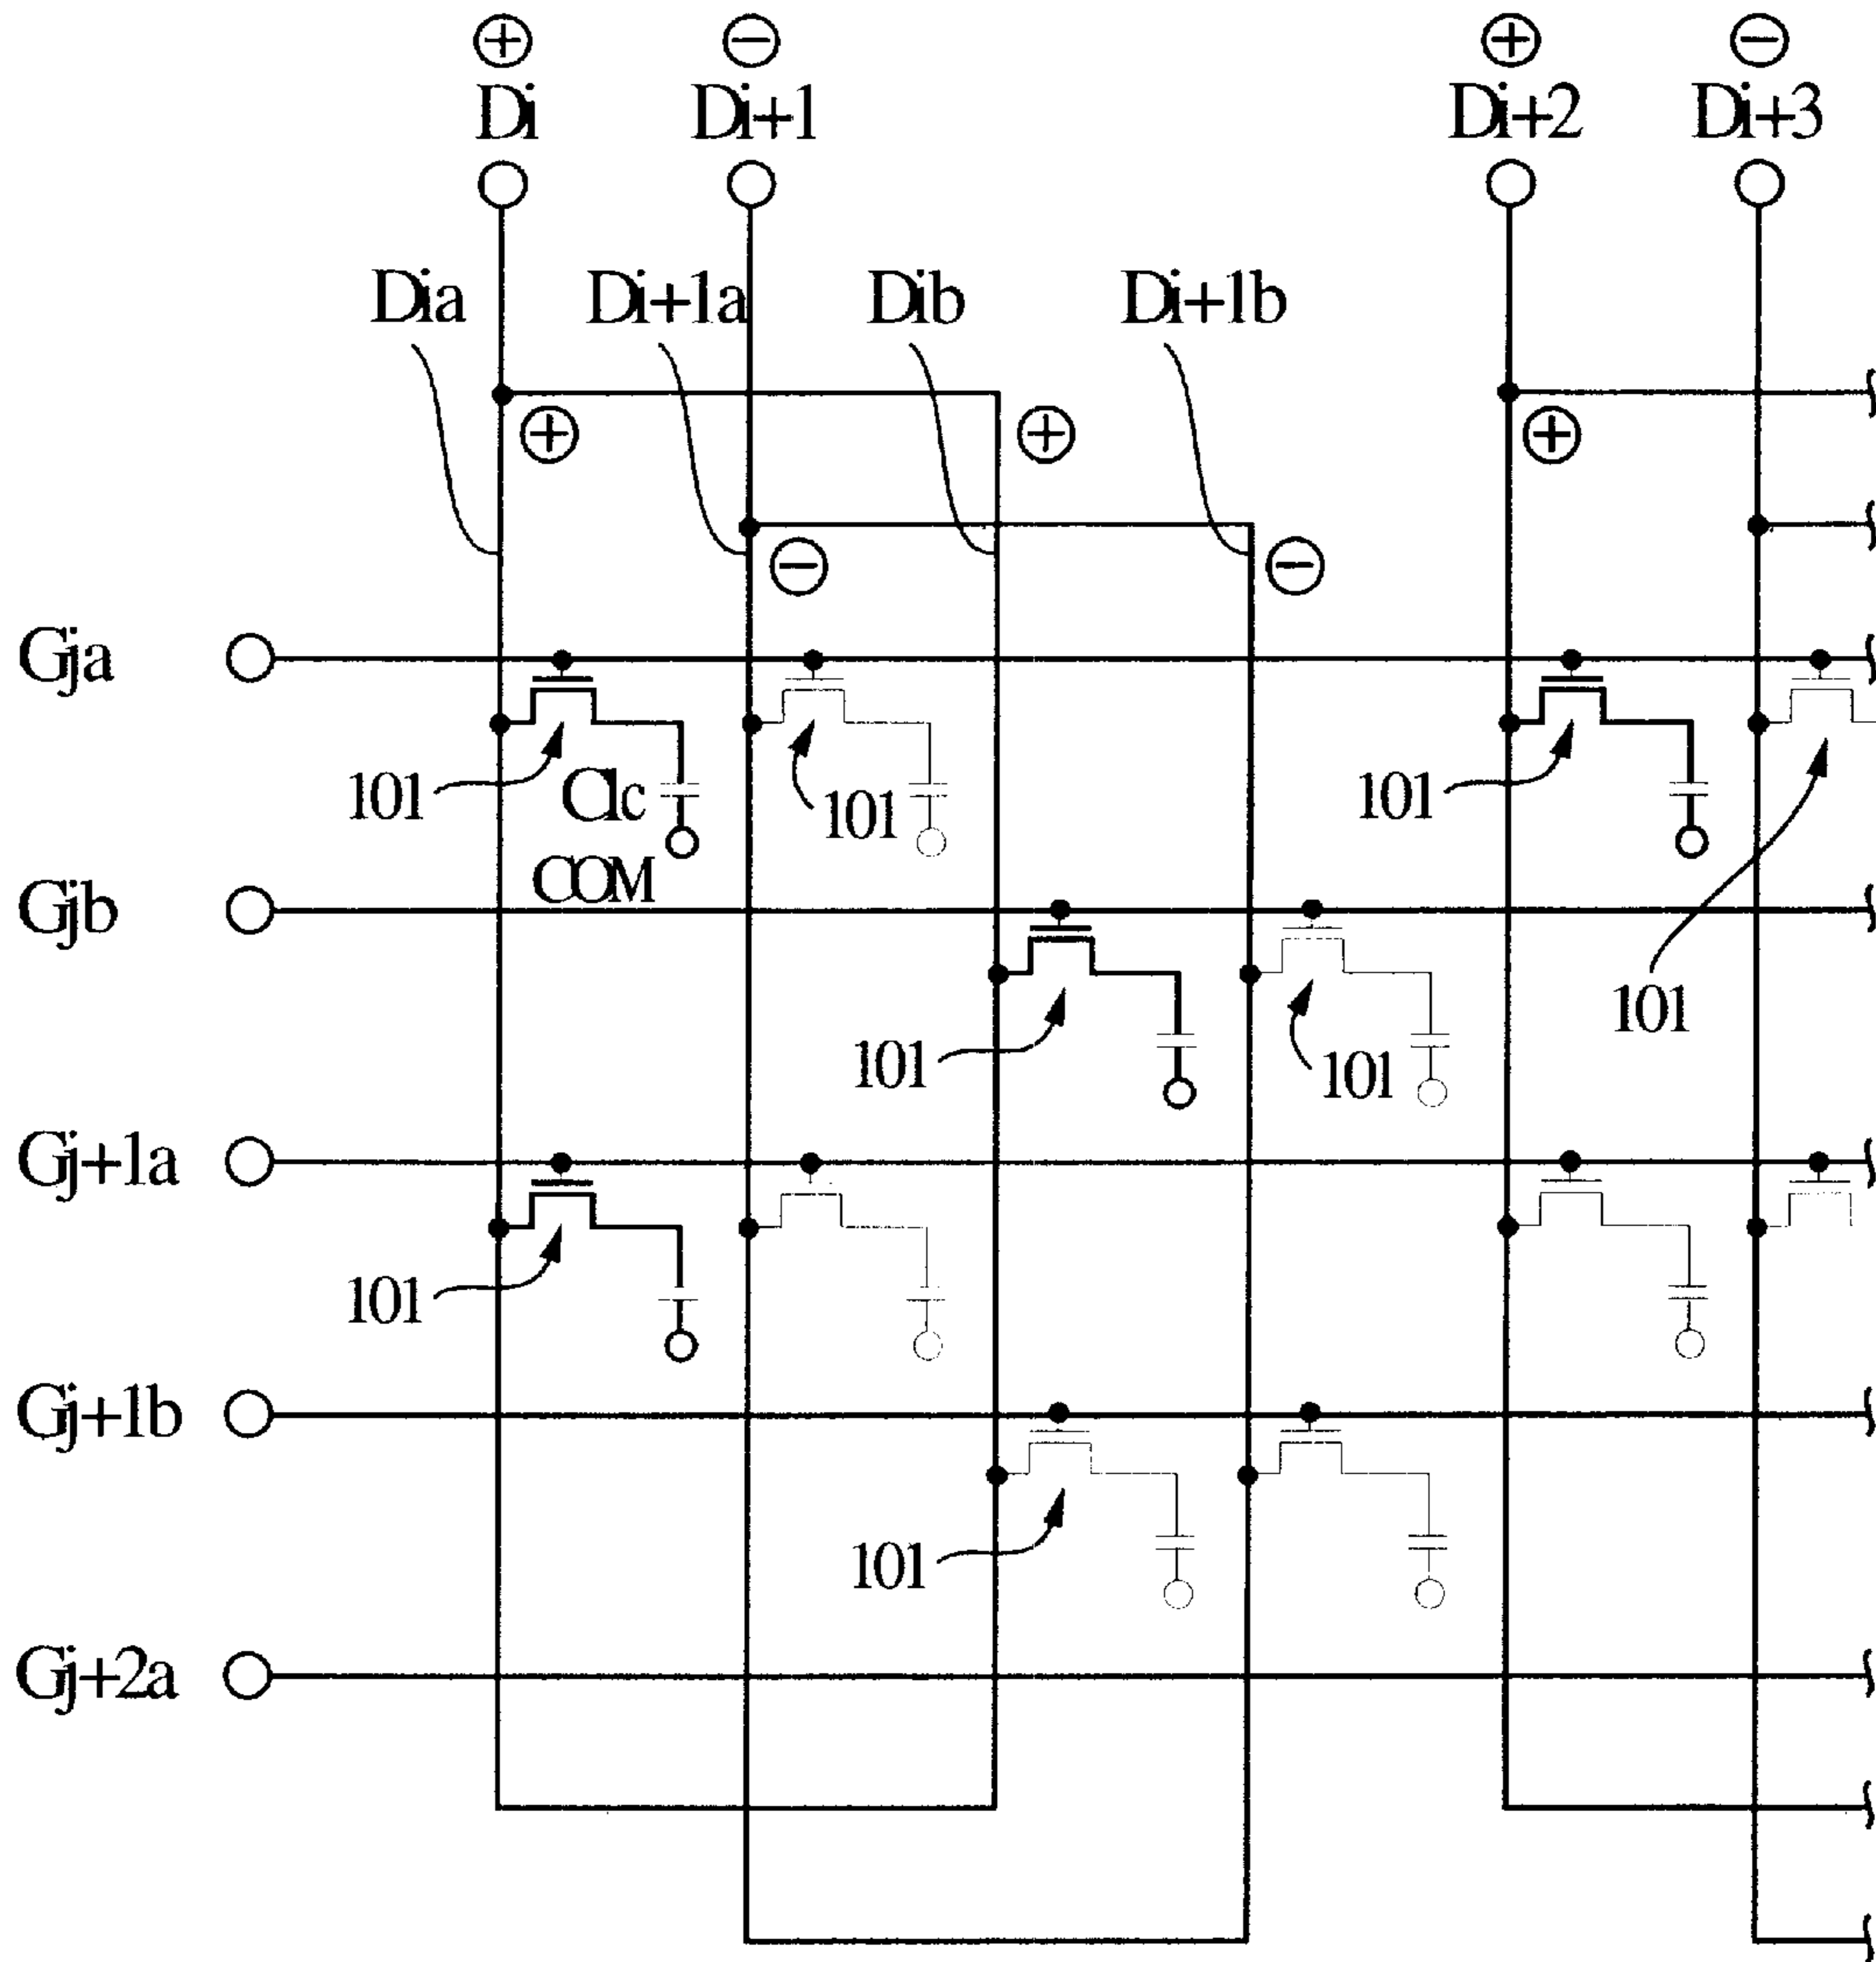 ⊕ ⊖ ⊕ ⊖
Di Di+1 Di+2 Di+3
Dia Di+1a Dib Di+1b
⊕ ⊕ ⊕
⊖ ⊖
Gja
101 Clc 101 101
COM
Gjb
101
101 101
Gj+1a
101
Gj+1b
101
Gj+2a